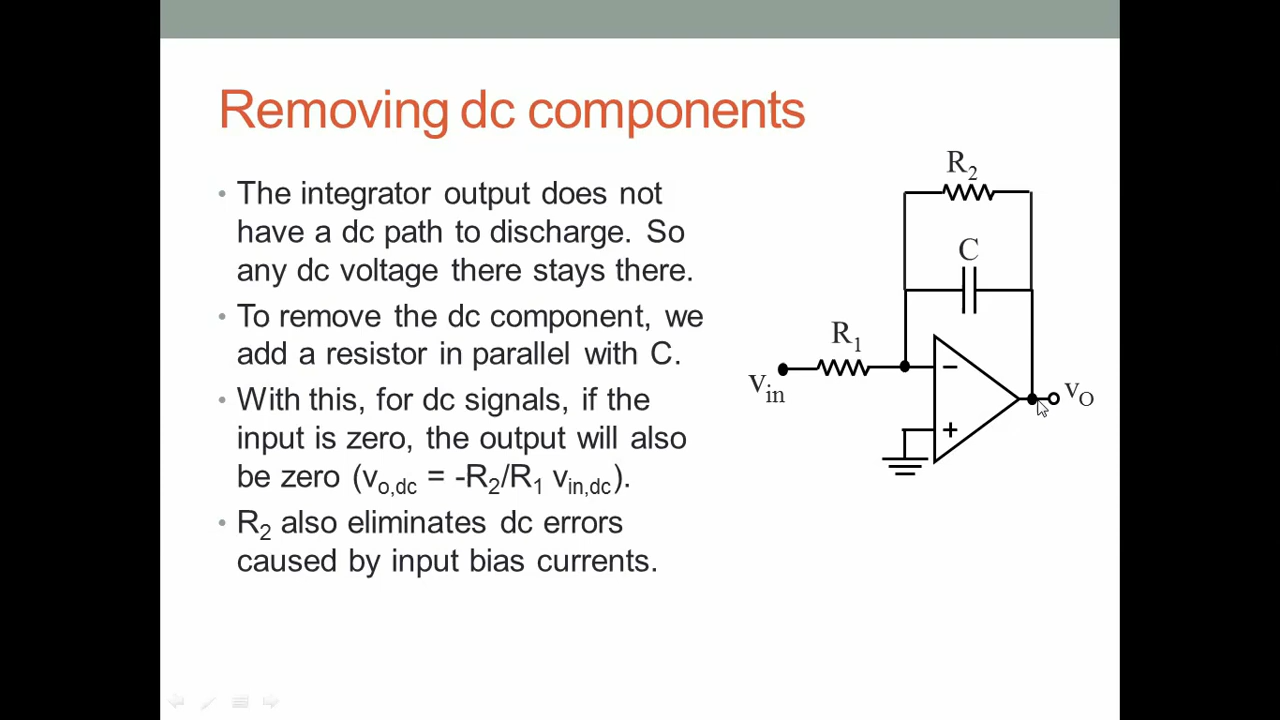 Removing dc components
• The integrator output does not
have a dc path to discharge. So
any dc voltage there stays there.
• To remove the dc component, we
add a resistor in parallel with C.
• With this, for dc signals, if the
input is zero, the output will also
be zero (vo,dc = -R2/R1 vin,dc).
• R2 also eliminates dc errors
caused by input bias currents.
R2
C
R1
vin
−
+
vO